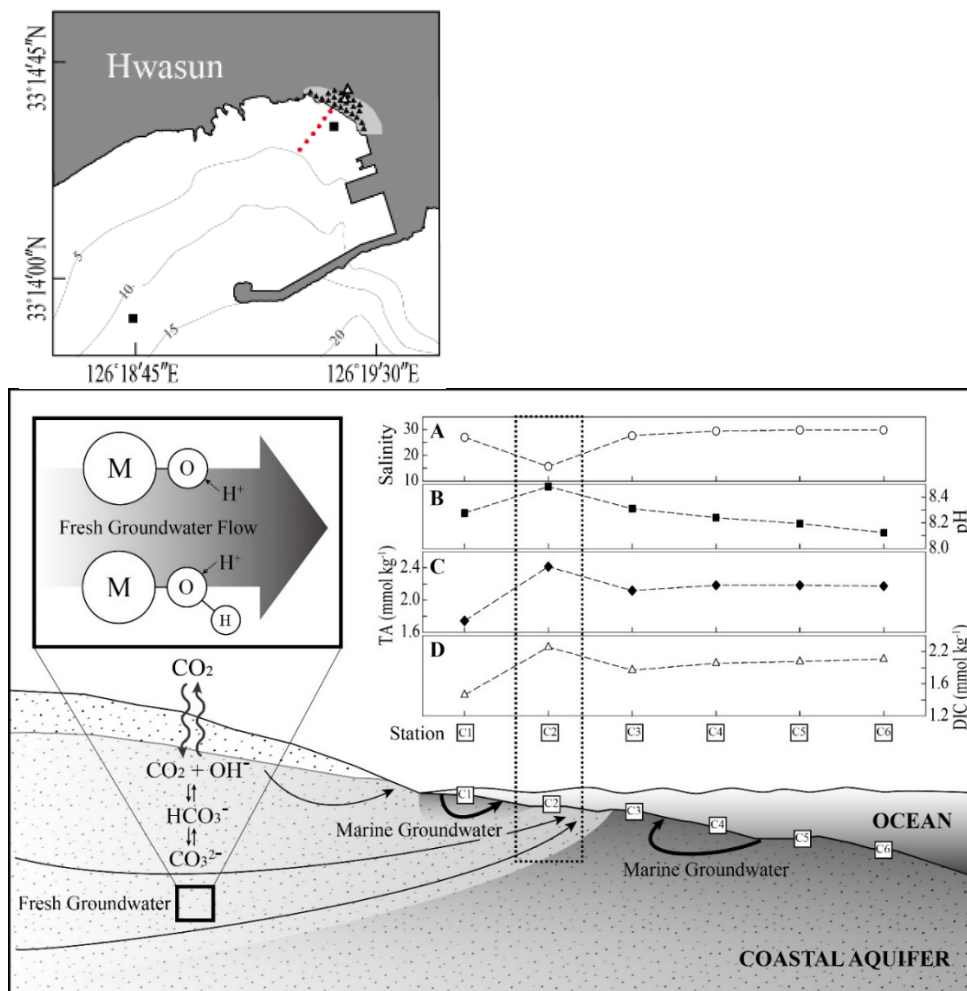 Hwasun
33°14′45″N
33°14′00″N
5
10
15
20
126°18′45″E
126°19′30″E
M
O
H⁺
Fresh Groundwater Flow
H⁺
M
O
H
CO₂
CO₂ + OH⁻
HCO₃⁻
CO₃²⁻
Fresh Groundwater
A
Salinity
30
20
10
B
8.4
8.2
8.0
pH
C
TA (mmol kg⁻¹)
2.4
2.0
1.6
D
2.2
1.8
1.2
DIC (mmol kg⁻¹)
Station
C1
C2
C3
C4
C5
C6
C1
C2
C3
C4
C5
C6
Marine Groundwater
Marine Groundwater
OCEAN
COASTAL AQUIFER